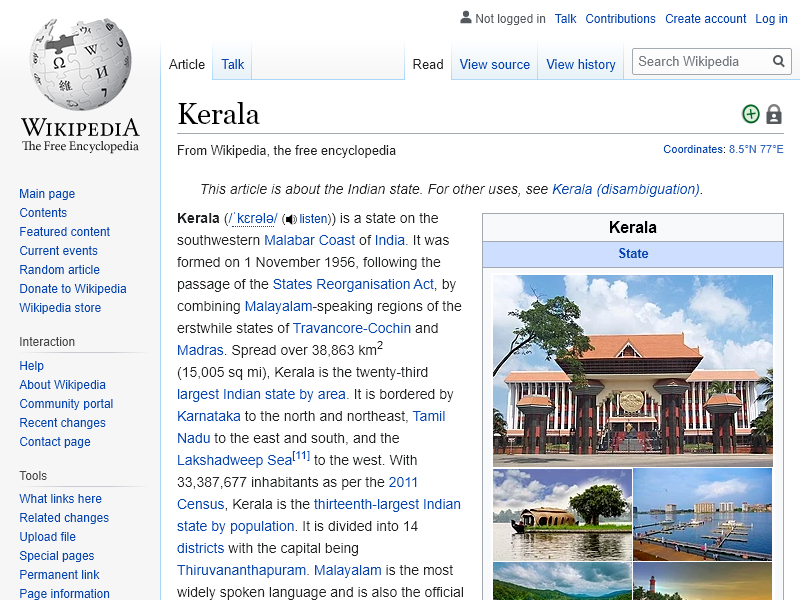 Not logged in Talk Contributions Create account Log in
Article Talk Read View source View history Search Wikipedia
Ω W И 維 7
WIKIPEDIA
The Free Encyclopedia
Main page
Contents
Featured content
Current events
Random article
Donate to Wikipedia
Wikipedia store
Interaction
Help
About Wikipedia
Community portal
Recent changes
Contact page
Tools
What links here
Related changes
Upload file
Special pages
Permanent link
Page information
Kerala
From Wikipedia, the free encyclopedia
Coordinates: 8.5°N 77°E
This article is about the Indian state. For other uses, see Kerala (disambiguation).
Kerala (/ˈkɛrələ/ (listen)) is a state on the
southwestern Malabar Coast of India. It was
formed on 1 November 1956, following the
passage of the States Reorganisation Act, by
combining Malayalam-speaking regions of the
erstwhile states of Travancore-Cochin and
Madras. Spread over 38,863 km2
(15,005 sq mi), Kerala is the twenty-third
largest Indian state by area. It is bordered by
Karnataka to the north and northeast, Tamil
Nadu to the east and south, and the
Lakshadweep Sea[11] to the west. With
33,387,677 inhabitants as per the 2011
Census, Kerala is the thirteenth-largest Indian
state by population. It is divided into 14
districts with the capital being
Thiruvananthapuram. Malayalam is the most
widely spoken language and is also the official
Kerala
State